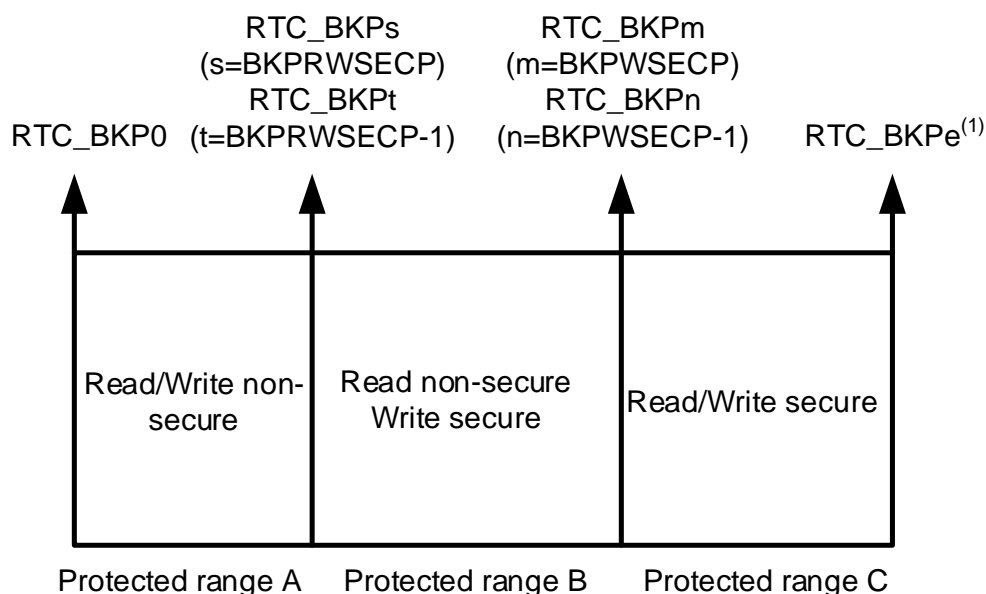 RTC_BKPs
(s=BKPRWSECP)
RTC_BKPt
(t=BKPRWSECP-1)
RTC_BKPm
(m=BKPWSECP)
RTC_BKPn
(n=BKPWSECP-1)
RTC_BKP0
RTC_BKPe(1)
Read/Write non-
secure
Read non-secure
Write secure
Read/Write secure
Protected range A
Protected range B
Protected range C